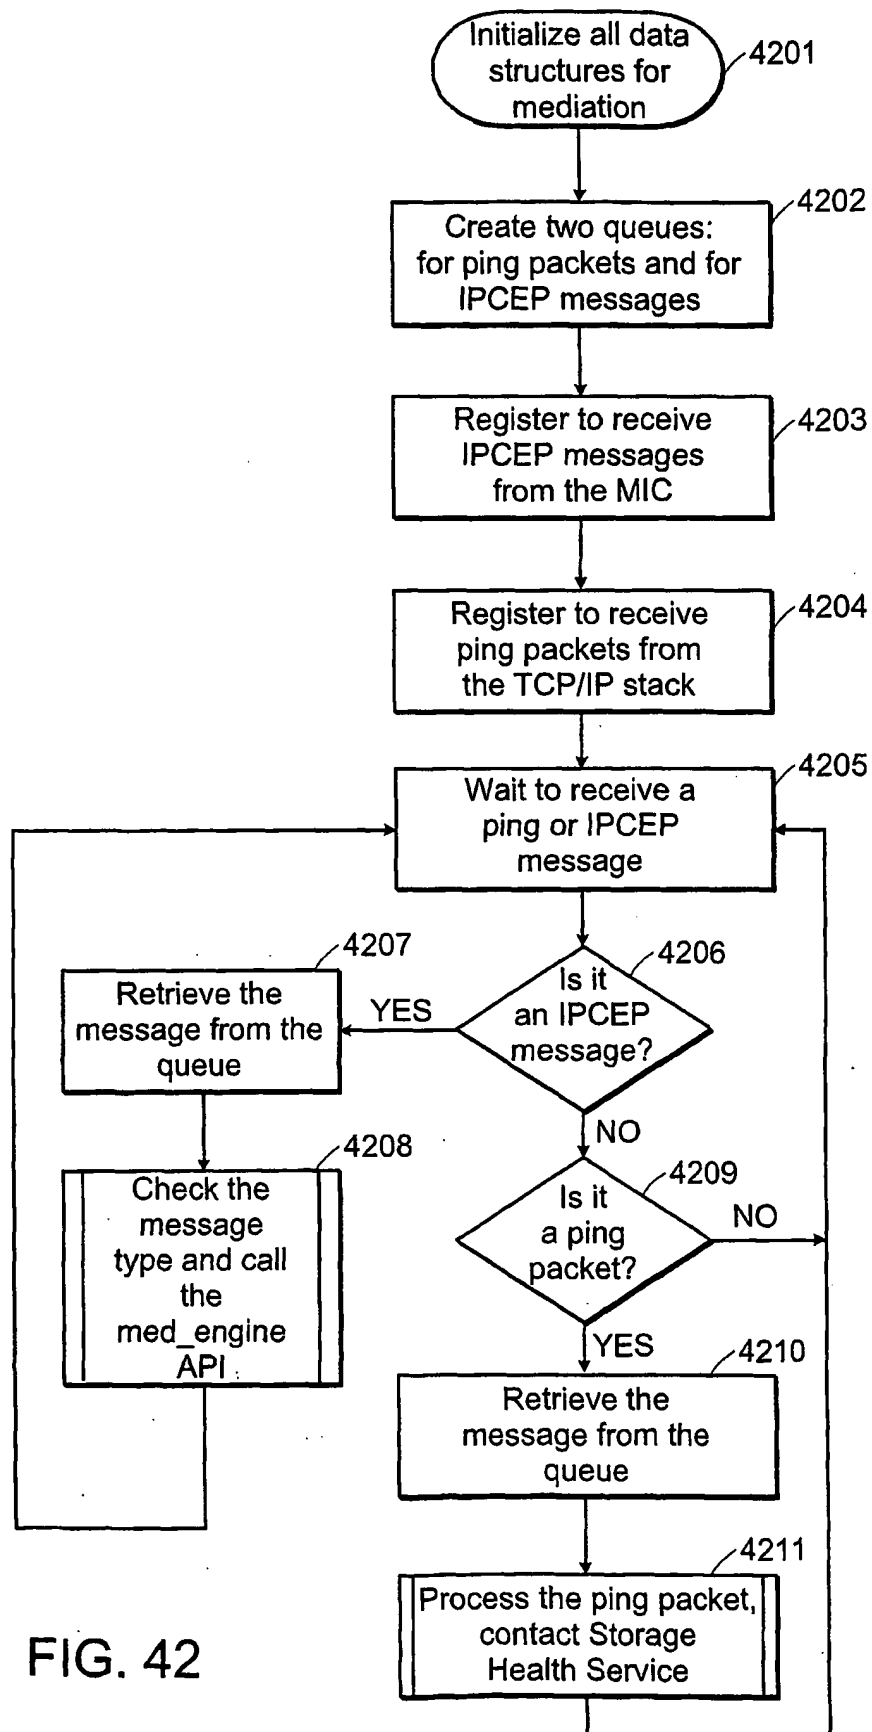 Initialize all data
structures for
mediation
4201
Create two queues:
for ping packets and for
IPCEP messages
4202
Register to receive
IPCEP messages
from the MIC
4203
Register to receive
ping packets from
the TCP/IP stack
4204
Wait to receive a
ping or IPCEP
message
4205
Is it
an IPCEP
message?
4206
YES
Retrieve the
message from the
queue
4207
Check the
message
type and call
the
med_engine
API
4208
NO
Is it
a ping
packet?
4209
NO
YES
Retrieve the
message from the
queue
4210
Process the ping packet,
contact Storage
Health Service
4211
FIG. 42